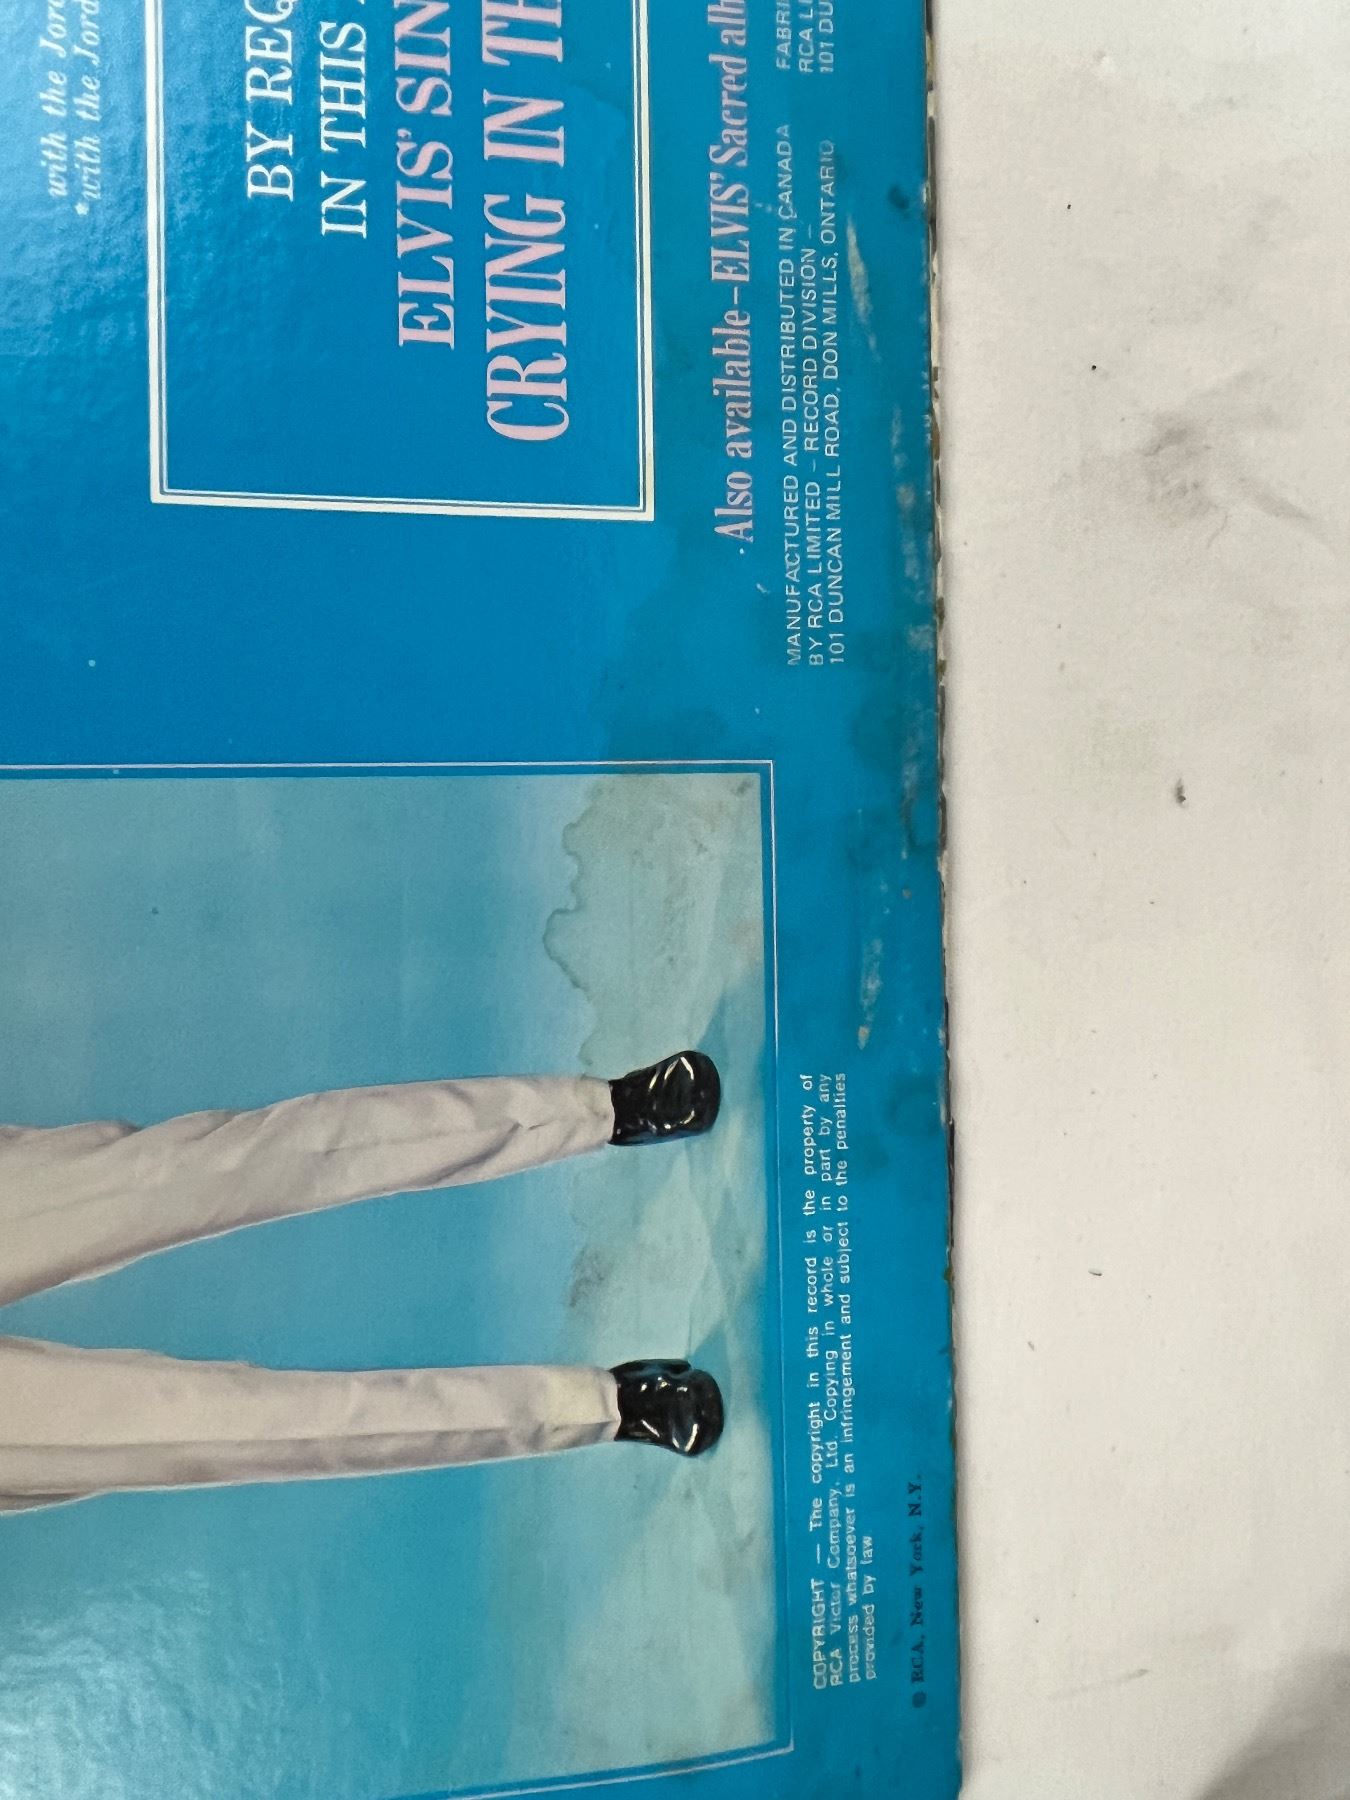 with the Jor
*with the Jord
BY REQ
IN THIS
ELVIS' SIN
CRYING IN TH
Also available–ELVIS' Sacred alb
MANUFACTURED AND DISTRIBUTED IN CANADA
BY RCA LIMITED – RECORD DIVISION –
101 DUNCAN MILL ROAD, DON MILLS, ONTARIO
FABRI
RCA LI
101 DU
COPYRIGHT — The copyright in this record is the property of
RCA Victor Company, Ltd. Copying in whole or in part by any
process whatsoever is an infringement and subject to the penalties
provided by law
© RCA, New York, N.Y.